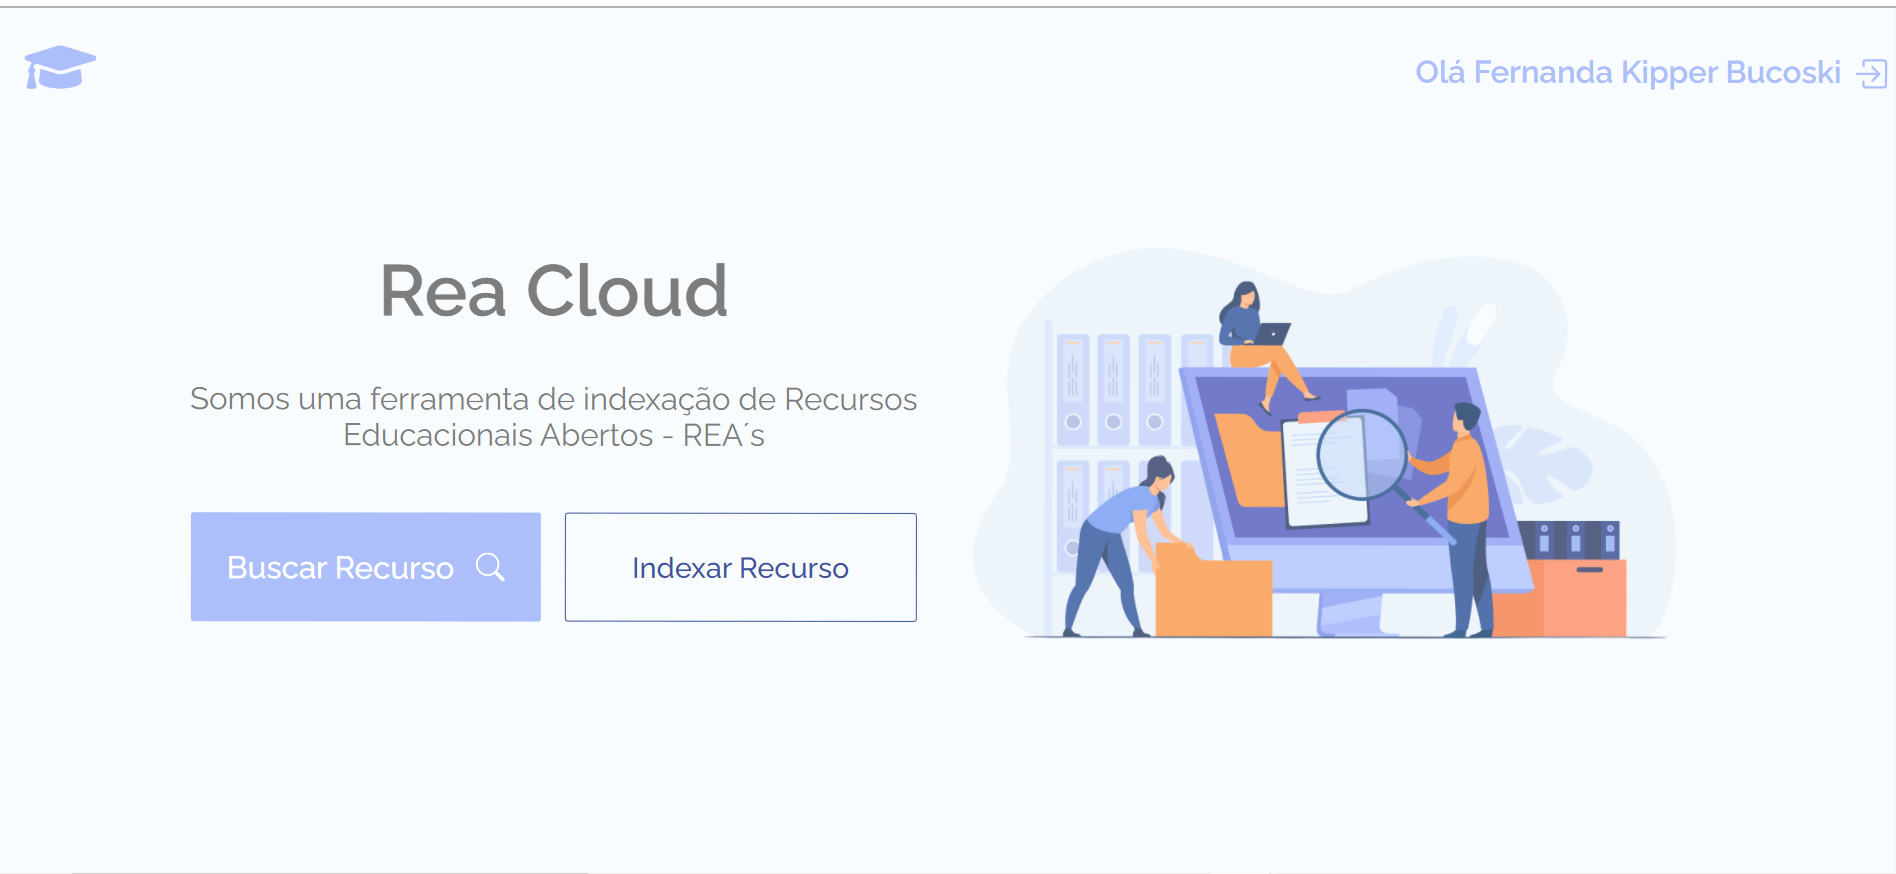 Olá Fernanda Kipper Bucoski
Rea Cloud
Somos uma ferramenta de indexação de Recursos
Educacionais Abertos - REA´s
Buscar Recurso
Indexar Recurso